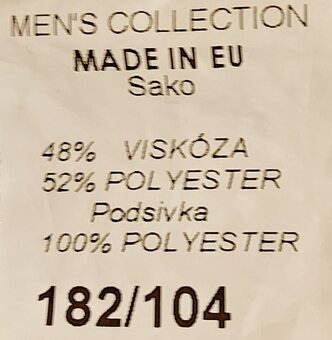 MEN'S COLLECTION
MADE IN EU
Sako
48% VISKÓZA
52% POLYESTER
Podsivka
100% POLYESTER
182/104